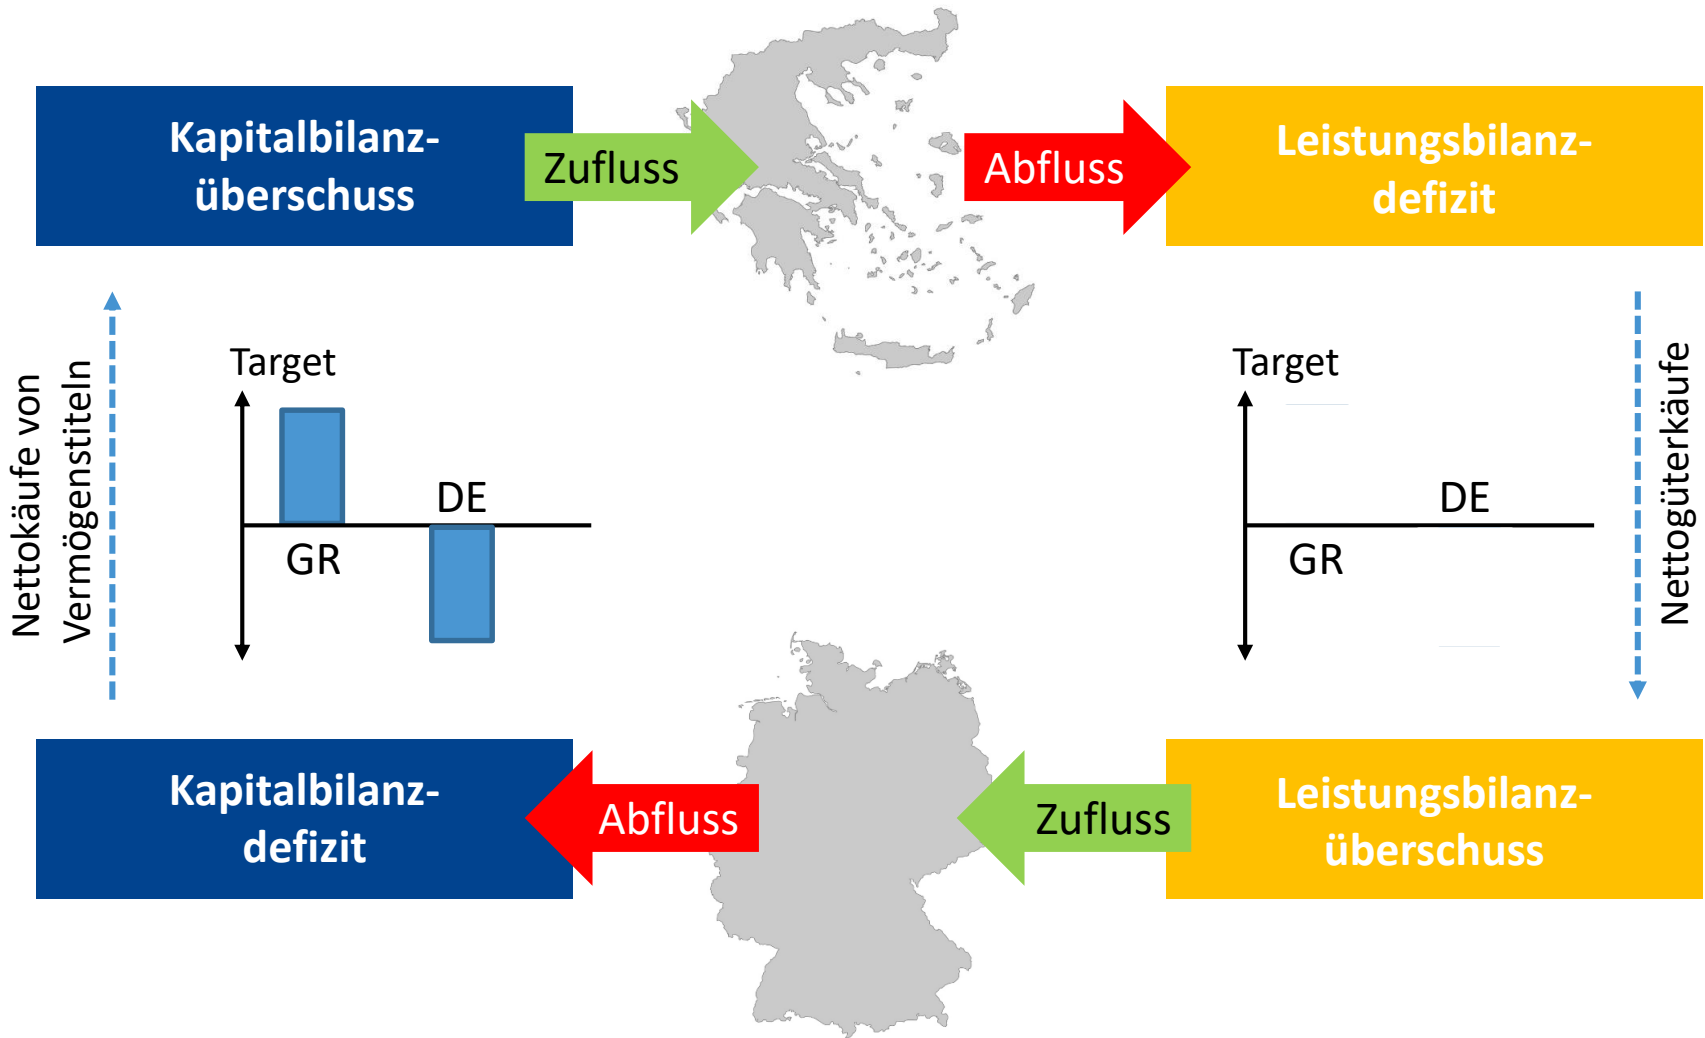 Kapitalbilanz-
überschuss
Zufluss
Abfluss
Leistungsbilanz-
defizit
Nettokäufe von
Vermögenstiteln
Target
DE
GR
Target
DE
GR
Nettogüterkäufe
Kapitalbilanz-
defizit
Abfluss
Zufluss
Leistungsbilanz-
überschuss